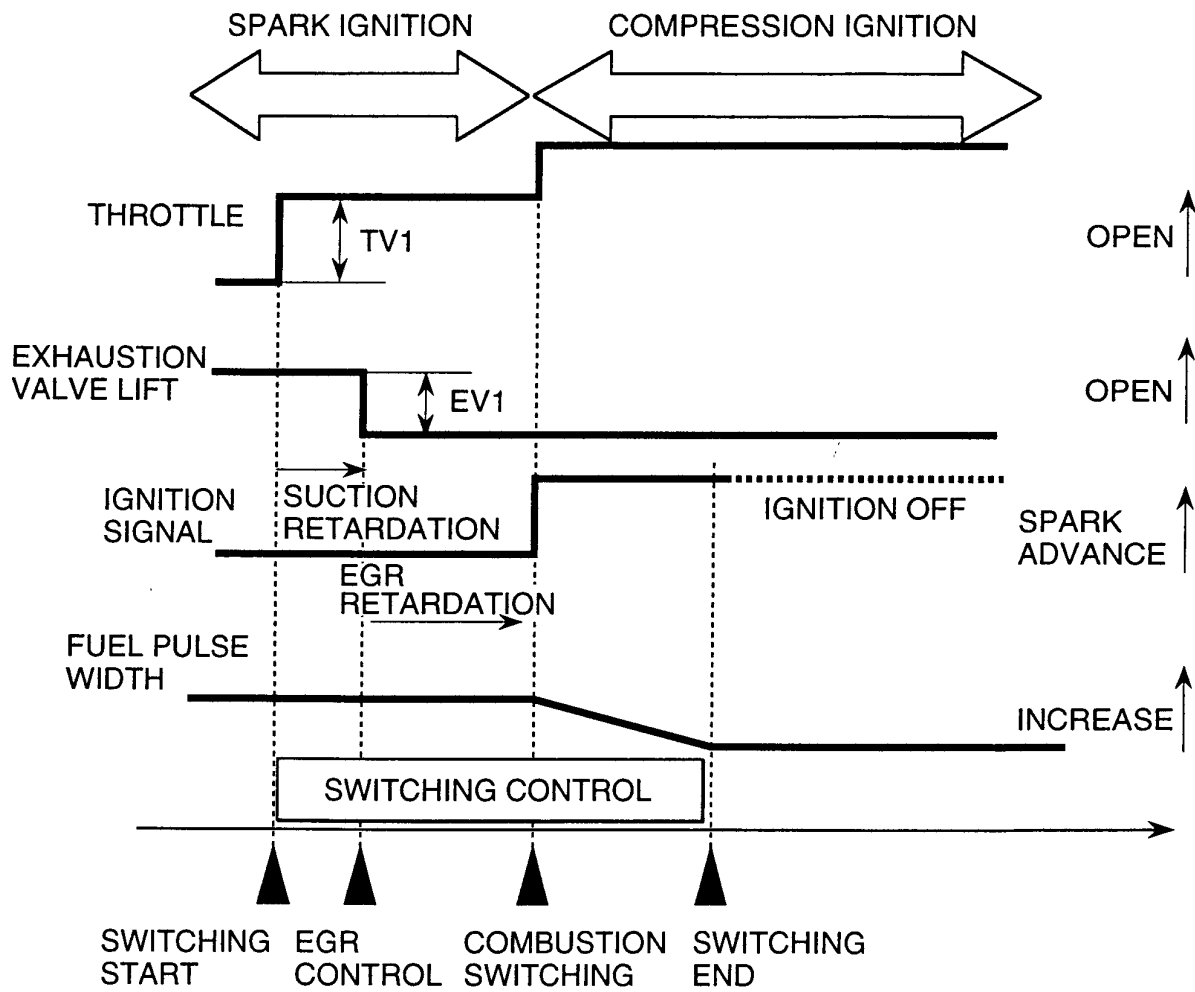 SPARK IGNITION
COMPRESSION IGNITION
THROTTLE
TV1
OPEN
EXHAUSTION
VALVE LIFT
EV1
OPEN
IGNITION
SIGNAL
SUCTION
RETARDATION
IGNITION OFF
SPARK
ADVANCE
EGR
RETARDATION
FUEL PULSE
WIDTH
INCREASE
SWITCHING CONTROL
SWITCHING
START
EGR
CONTROL
COMBUSTION
SWITCHING
SWITCHING
END